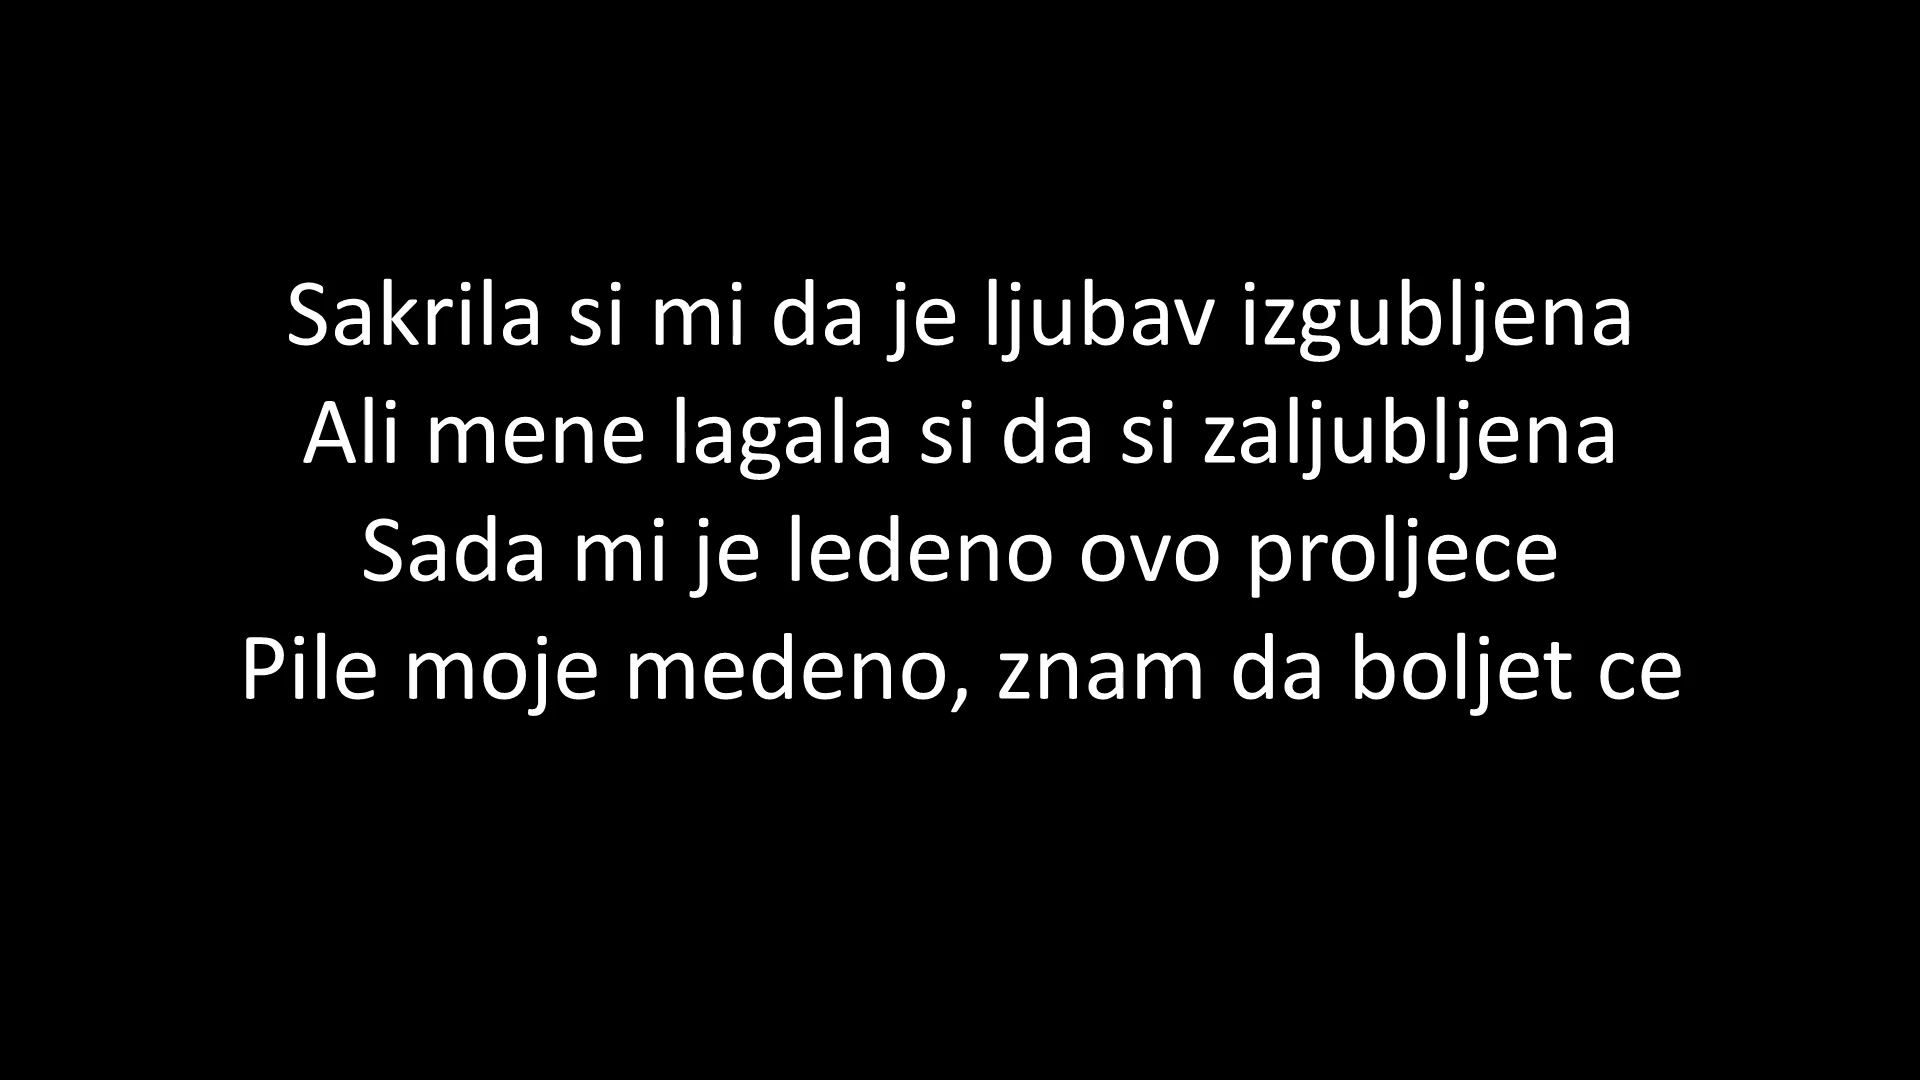 Sakrila si mi da je ljubav izgubljena
Ali mene lagala si da si zaljubljena
Sada mi je ledeno ovo proljece
Pile moje medeno, znam da boljet ce